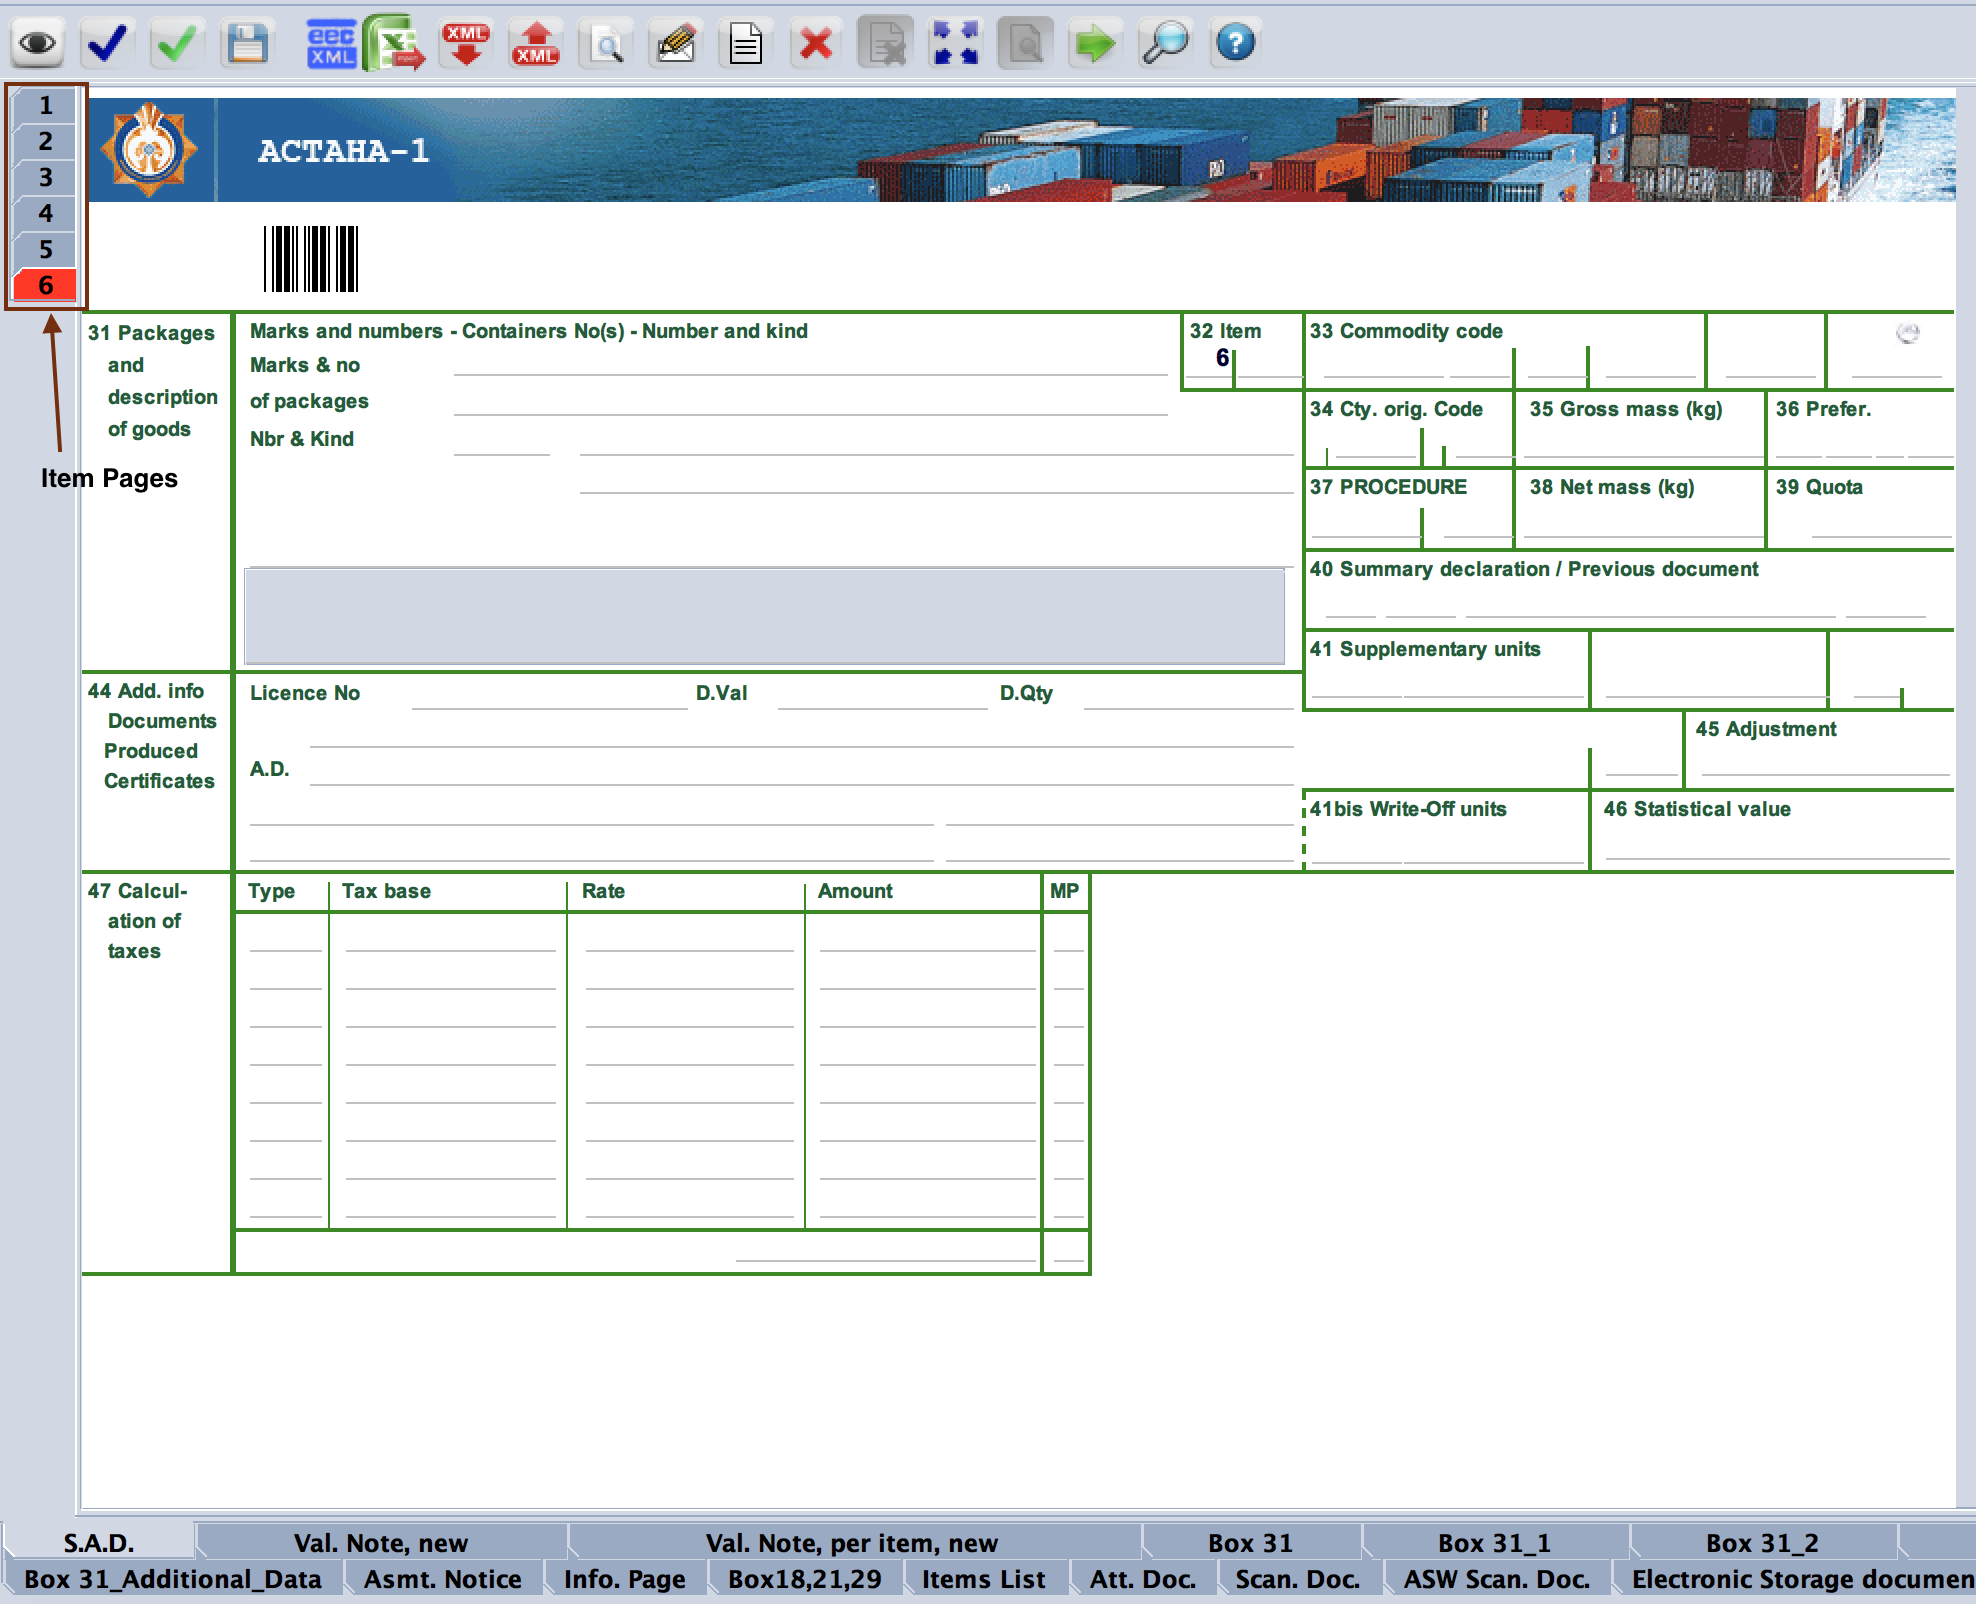 eec
XML
import
XML
XML
1
2
3
4
5
6
АСТАНА-1
Item Pages
31 Packages
and
description
of goods
Marks and numbers - Containers No(s) - Number and kind
Marks & no
of packages
Nbr & Kind
32 Item
6
33 Commodity code
34 Cty. orig. Code
35 Gross mass (kg)
36 Prefer.
37 PROCEDURE
38 Net mass (kg)
39 Quota
40 Summary declaration / Previous document
41 Supplementary units
44 Add. info
Documents
Produced
Certificates
Licence No
D.Val
D.Qty
A.D.
45 Adjustment
41bis Write-Off units
46 Statistical value
47 Calcul-
ation of
taxes
Type
Tax base
Rate
Amount
MP
S.A.D.
Val. Note, new
Val. Note, per item, new
Box 31
Box 31_1
Box 31_2
Box 31_Additional_Data
Asmt. Notice
Info. Page
Box18,21,29
Items List
Att. Doc.
Scan. Doc.
ASW Scan. Doc.
Electronic Storage documen